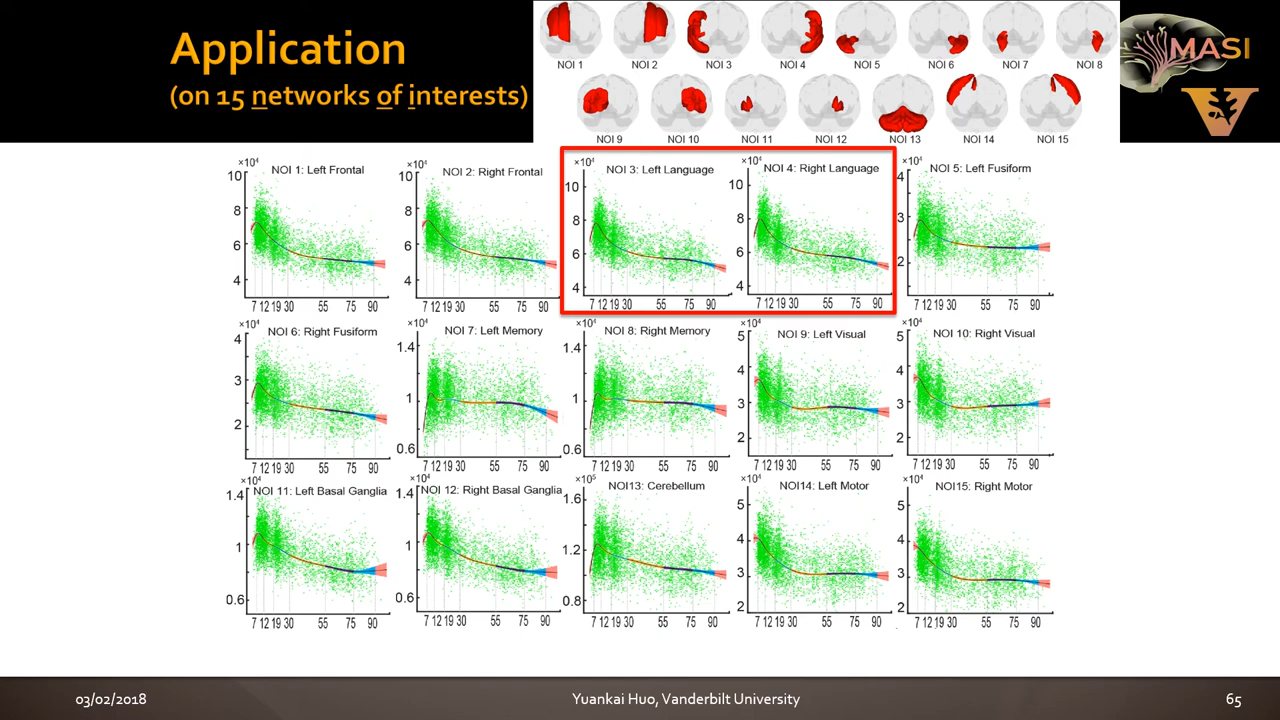 Application
(on 15 networks of interests)
NOI 1 NOI 2 NOI 3 NOI 4 NOI 5 NOI 6 NOI 7 NOI 8
NOI 9 NOI 10 NOI 11 NOI 12 NOI 13 NOI 14 NOI 15
MASI
V
×10⁴ NOI 1: Left Frontal
10
8
6
4
7 12 19 30 55 75 90
×10⁴ NOI 2: Right Frontal
10
8
6
4
7 12 19 30 55 75 90
×10⁴ NOI 3: Left Language
10
8
6
4
7 12 19 30 55 75 90
×10⁴ NOI 4: Right Language
10
8
6
4
7 12 19 30 55 75 90
×10⁴ NOI 5: Left Fusiform
4
3
2
7 12 19 30 55 75 90
×10⁴ NOI 6: Right Fusiform
4
3
2
7 12 19 30 55 75 90
×10⁴ NOI 7: Left Memory
1.4
1
0.6
7 12 19 30 55 75 90
×10⁴ NOI 8: Right Memory
1.4
1
0.6
7 12 19 30 55 75 90
×10⁴ NOI 9: Left Visual
5
4
3
2
7 12 19 30 55 75 90
×10⁴ NOI 10: Right Visual
5
4
3
2
7 12 19 30 55 75 90
×10⁴ NOI 11: Left Basal Ganglia
1.4
1
0.6
7 12 19 30 55 75 90
×10⁴ NOI 12: Right Basal Ganglia
1.4
1
0.6
7 12 19 30 55 75 90
×10⁵ NOI13: Cerebellum
1.6
1.2
0.8
7 12 19 30 55 75 90
×10⁴ NOI14: Left Motor
5
4
3
2
7 12 19 30 55 75 90
×10⁴ NOI15: Right Motor
5
4
3
2
7 12 19 30 55 75 90
03/02/2018
Yuankai Huo, Vanderbilt University
65